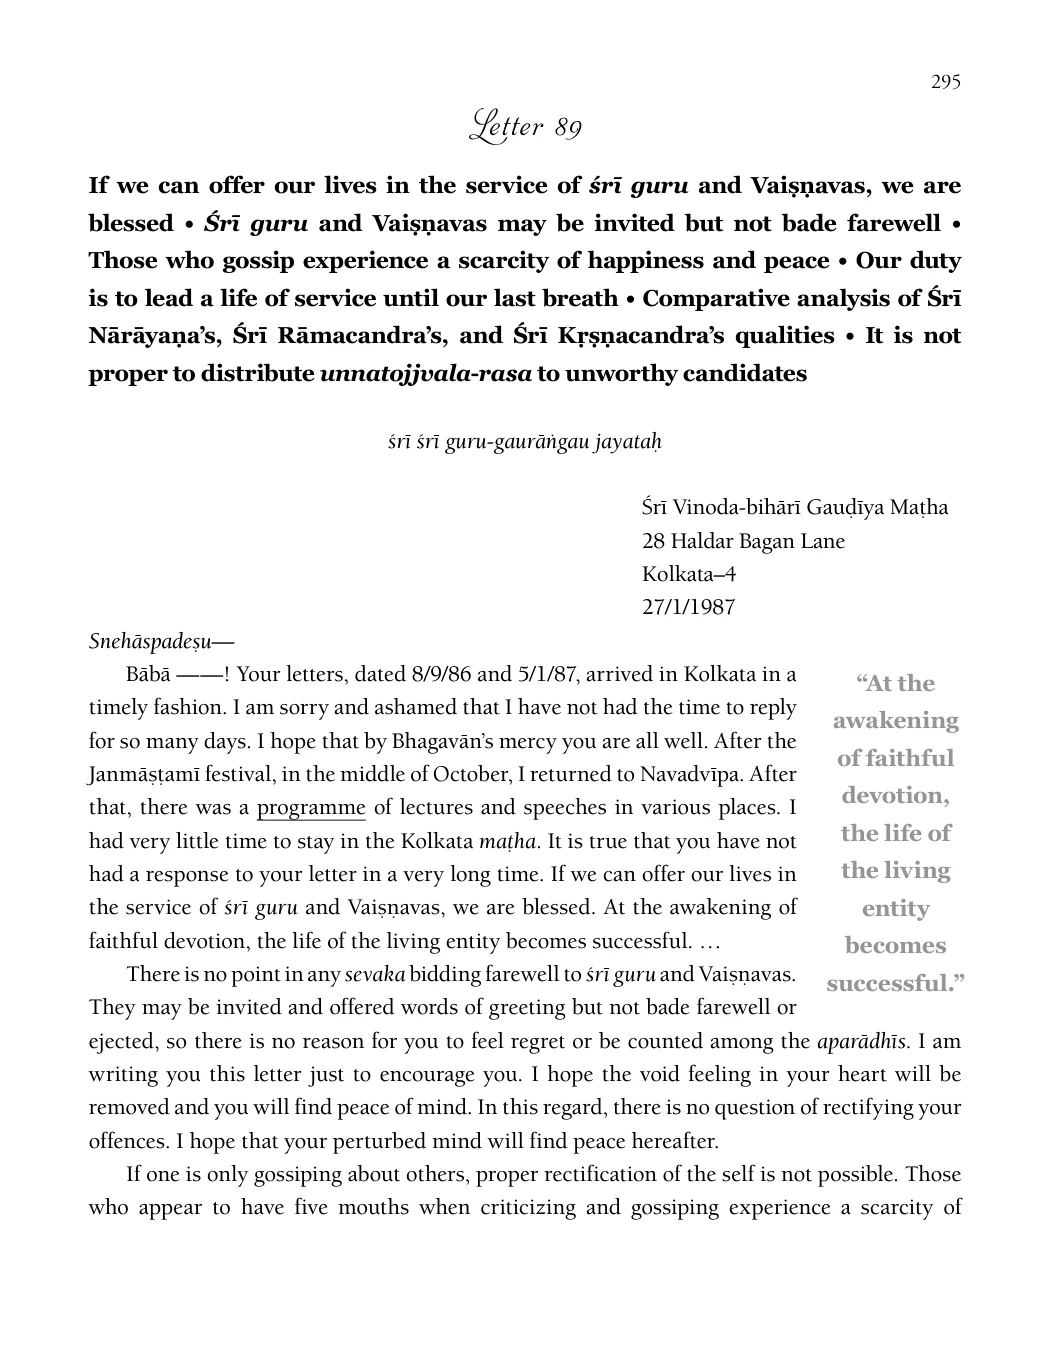 295
Letter 89
If we can offer our lives in the service of śrī guru and Vaiṣṇavas, we are
blessed • Śrī guru and Vaiṣṇavas may be invited but not bade farewell •
Those who gossip experience a scarcity of happiness and peace • Our duty
is to lead a life of service until our last breath • Comparative analysis of Śrī
Nārāyaṇa’s, Śrī Rāmacandra’s, and Śrī Kṛṣṇacandra’s qualities • It is not
proper to distribute unnatojjvala-rasa to unworthy candidates
śrī śrī guru-gaurāṅgau jayataḥ
Śrī Vinoda-bihārī Gauḍīya Maṭha
28 Haldar Bagan Lane
Kolkata–4
27/1/1987
Snehāspadeṣu—
Bābā ——! Your letters, dated 8/9/86 and 5/1/87, arrived in Kolkata in a
timely fashion. I am sorry and ashamed that I have not had the time to reply
for so many days. I hope that by Bhagavān’s mercy you are all well. After the
Janmāṣṭamī festival, in the middle of October, I returned to Navadvīpa. After
that, there was a programme of lectures and speeches in various places. I
had very little time to stay in the Kolkata maṭha. It is true that you have not
had a response to your letter in a very long time. If we can offer our lives in
the service of śrī guru and Vaiṣṇavas, we are blessed. At the awakening of
faithful devotion, the life of the living entity becomes successful. …
There is no point in any sevaka bidding farewell to śrī guru and Vaiṣṇavas.
They may be invited and offered words of greeting but not bade farewell or
ejected, so there is no reason for you to feel regret or be counted among the aparādhīs. I am
writing you this letter just to encourage you. I hope the void feeling in your heart will be
removed and you will find peace of mind. In this regard, there is no question of rectifying your
offences. I hope that your perturbed mind will find peace hereafter.
If one is only gossiping about others, proper rectification of the self is not possible. Those
who appear to have five mouths when criticizing and gossiping experience a scarcity of
“At the
awakening
of faithful
devotion,
the life of
the living
entity
becomes
successful.”